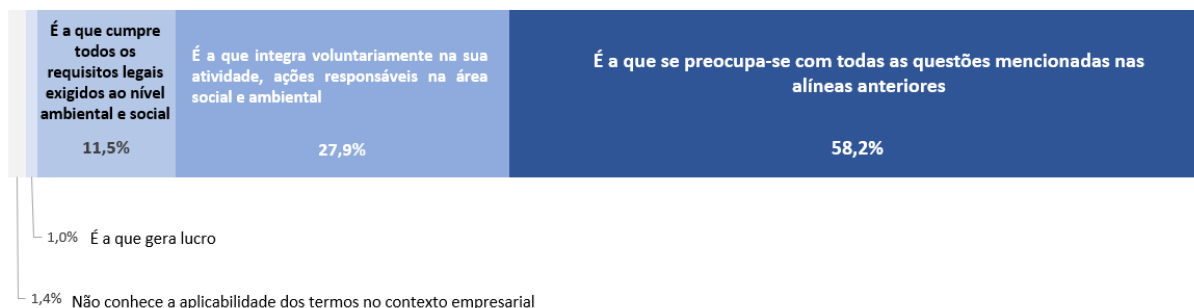 É a que cumpre
todos os
requisitos legais
exigidos ao nível
ambiental e social
11,5%
É a que integra voluntariamente na sua
atividade, ações responsáveis na área
social e ambiental
27,9%
É a que se preocupa-se com todas as questões mencionadas nas
alíneas anteriores
58,2%
1,0% É a que gera lucro
1,4% Não conhece a aplicabilidade dos termos no contexto empresarial